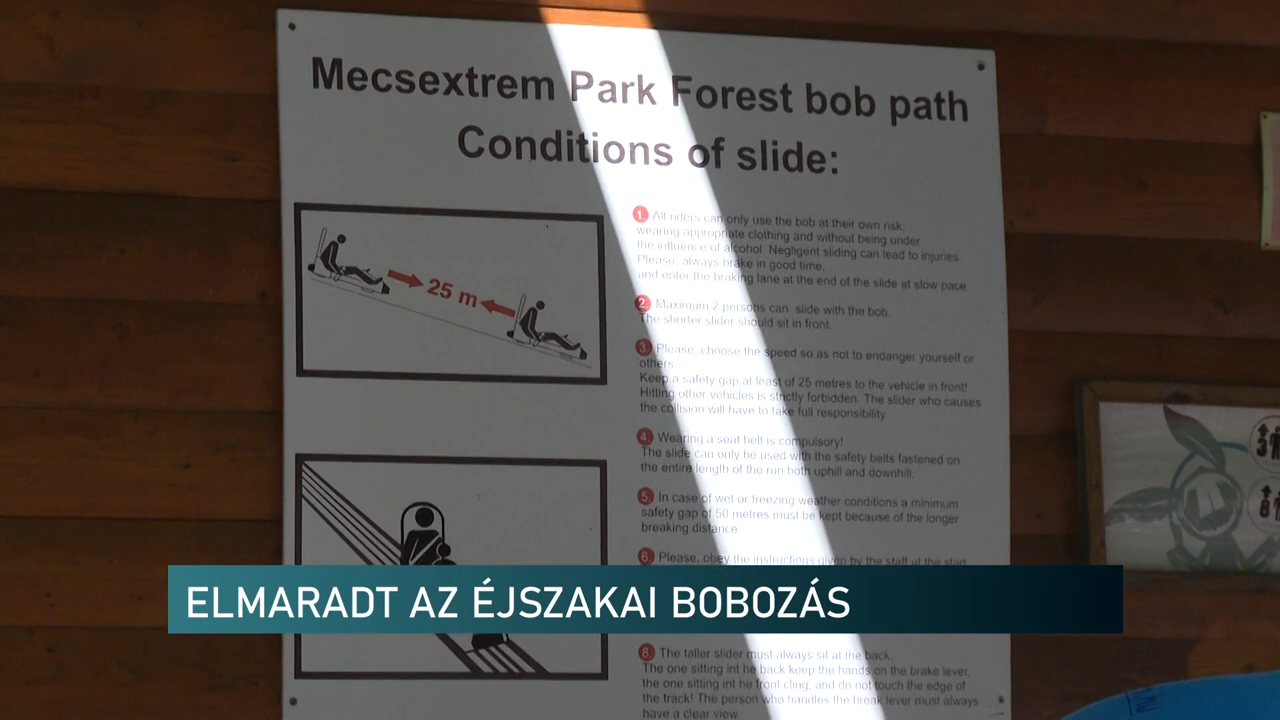 Mecsextrem Park Forest bob path
Conditions of slide:
25 m
1. All riders can only use the bob at their own risk,
wearing appropriate clothing and without being under
the influence of alcohol. Negligent sliding can lead to injuries.
Please, always brake in good time.
and enter the braking lane at the end of the slide at slow pace.
2. Maximum 2 persons can slide with the bob.
The shorter slider should sit in front.
3. Please, choose the speed so as not to endanger yourself or
others.
Keep a safety gap at least of 25 metres to the vehicle in front!
Hitting other vehicles is strictly forbidden. The slider who causes
the collision will have to take full responsibility.
4. Wearing a seat belt is compulsory!
The slide can only be used with the safety belts fastened on
the entire length of the run both uphill and downhill.
5. In case of wet or freezing weather conditions a minimum
safety gap of 50 metres must be kept because of the longer
breaking distance.
6. Please, obey the instructions given by the staff at the start
ELMARADT AZ ÉJSZAKAI BOBOZÁS
8. The taller slider must always sit at the back.
The one sitting int he back keep the hands on the brake lever,
the one sitting int he front cling, and do not touch the edge of
the track! The person who handles the break lever must always
have a clear view.